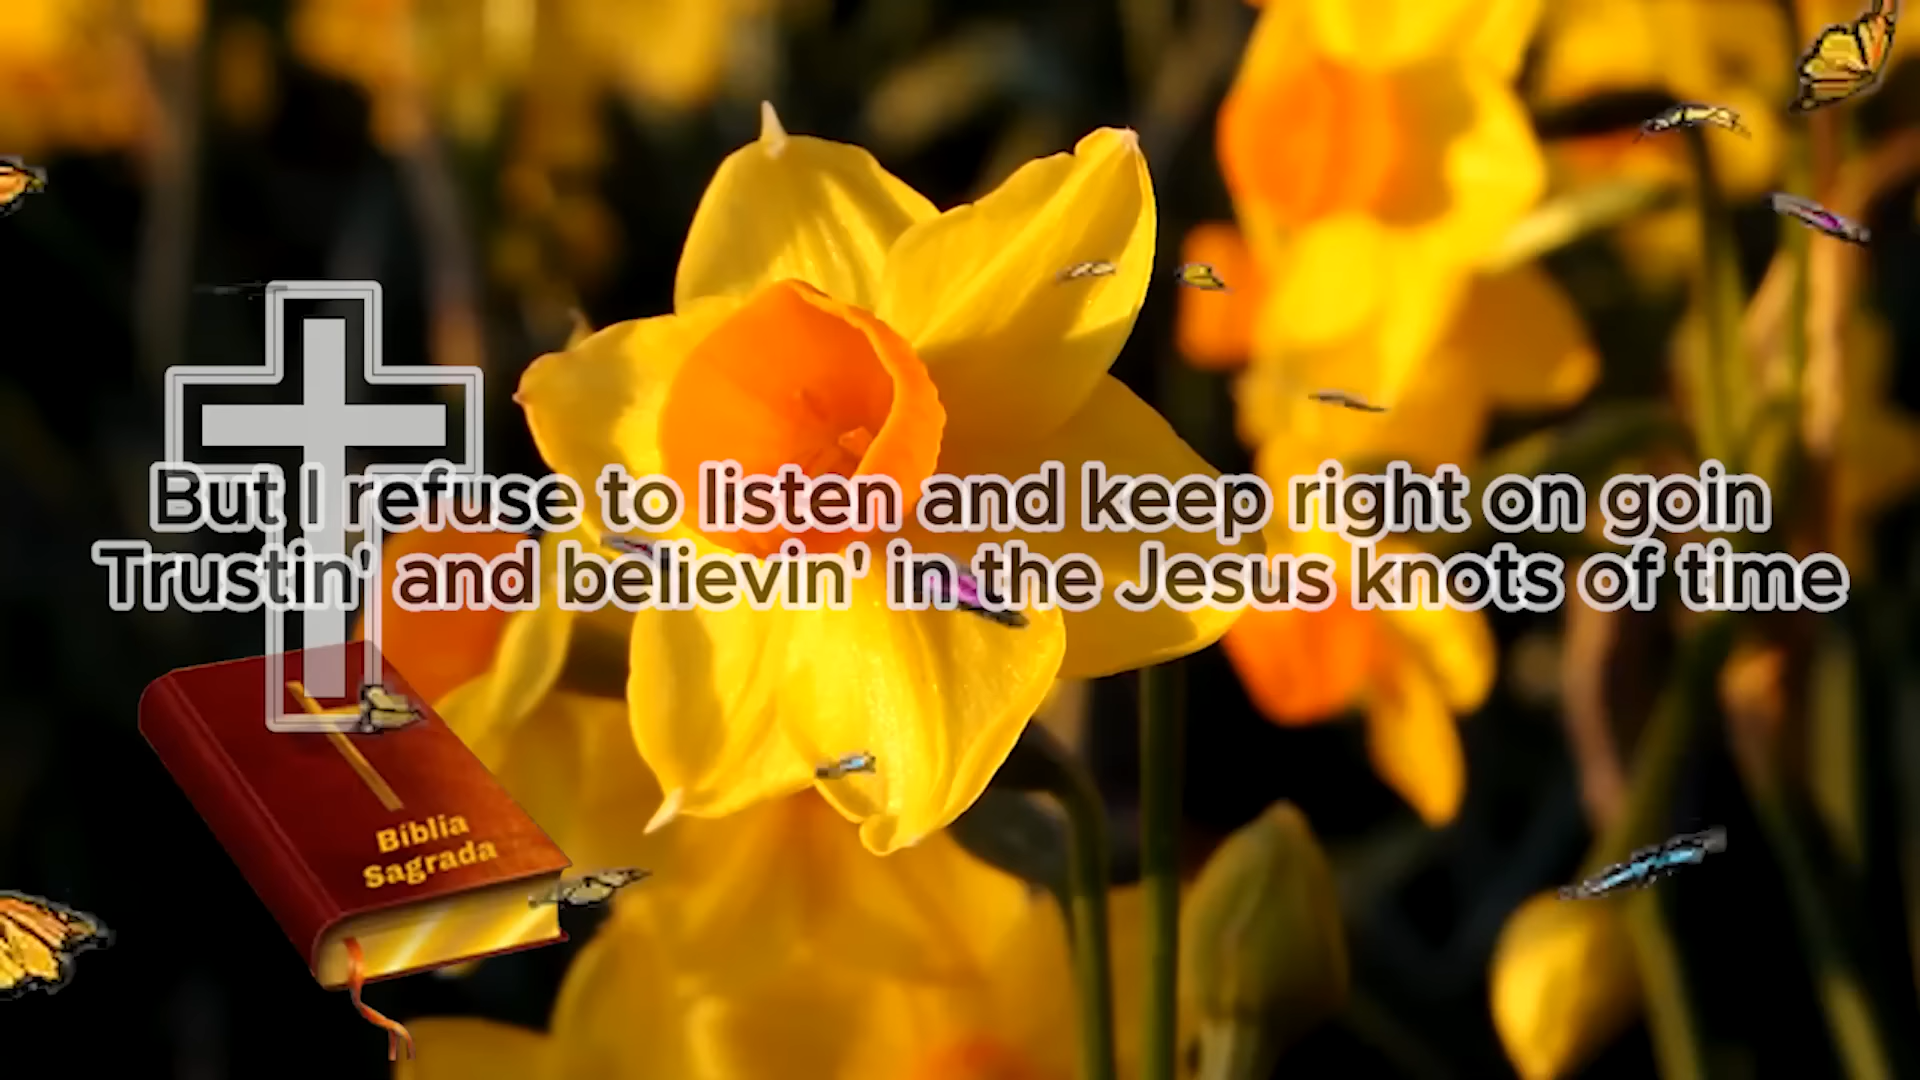 But I refuse to listen and keep right on goin
Trustin' and believin' in the Jesus knots of time
Bíblia
Sagrada